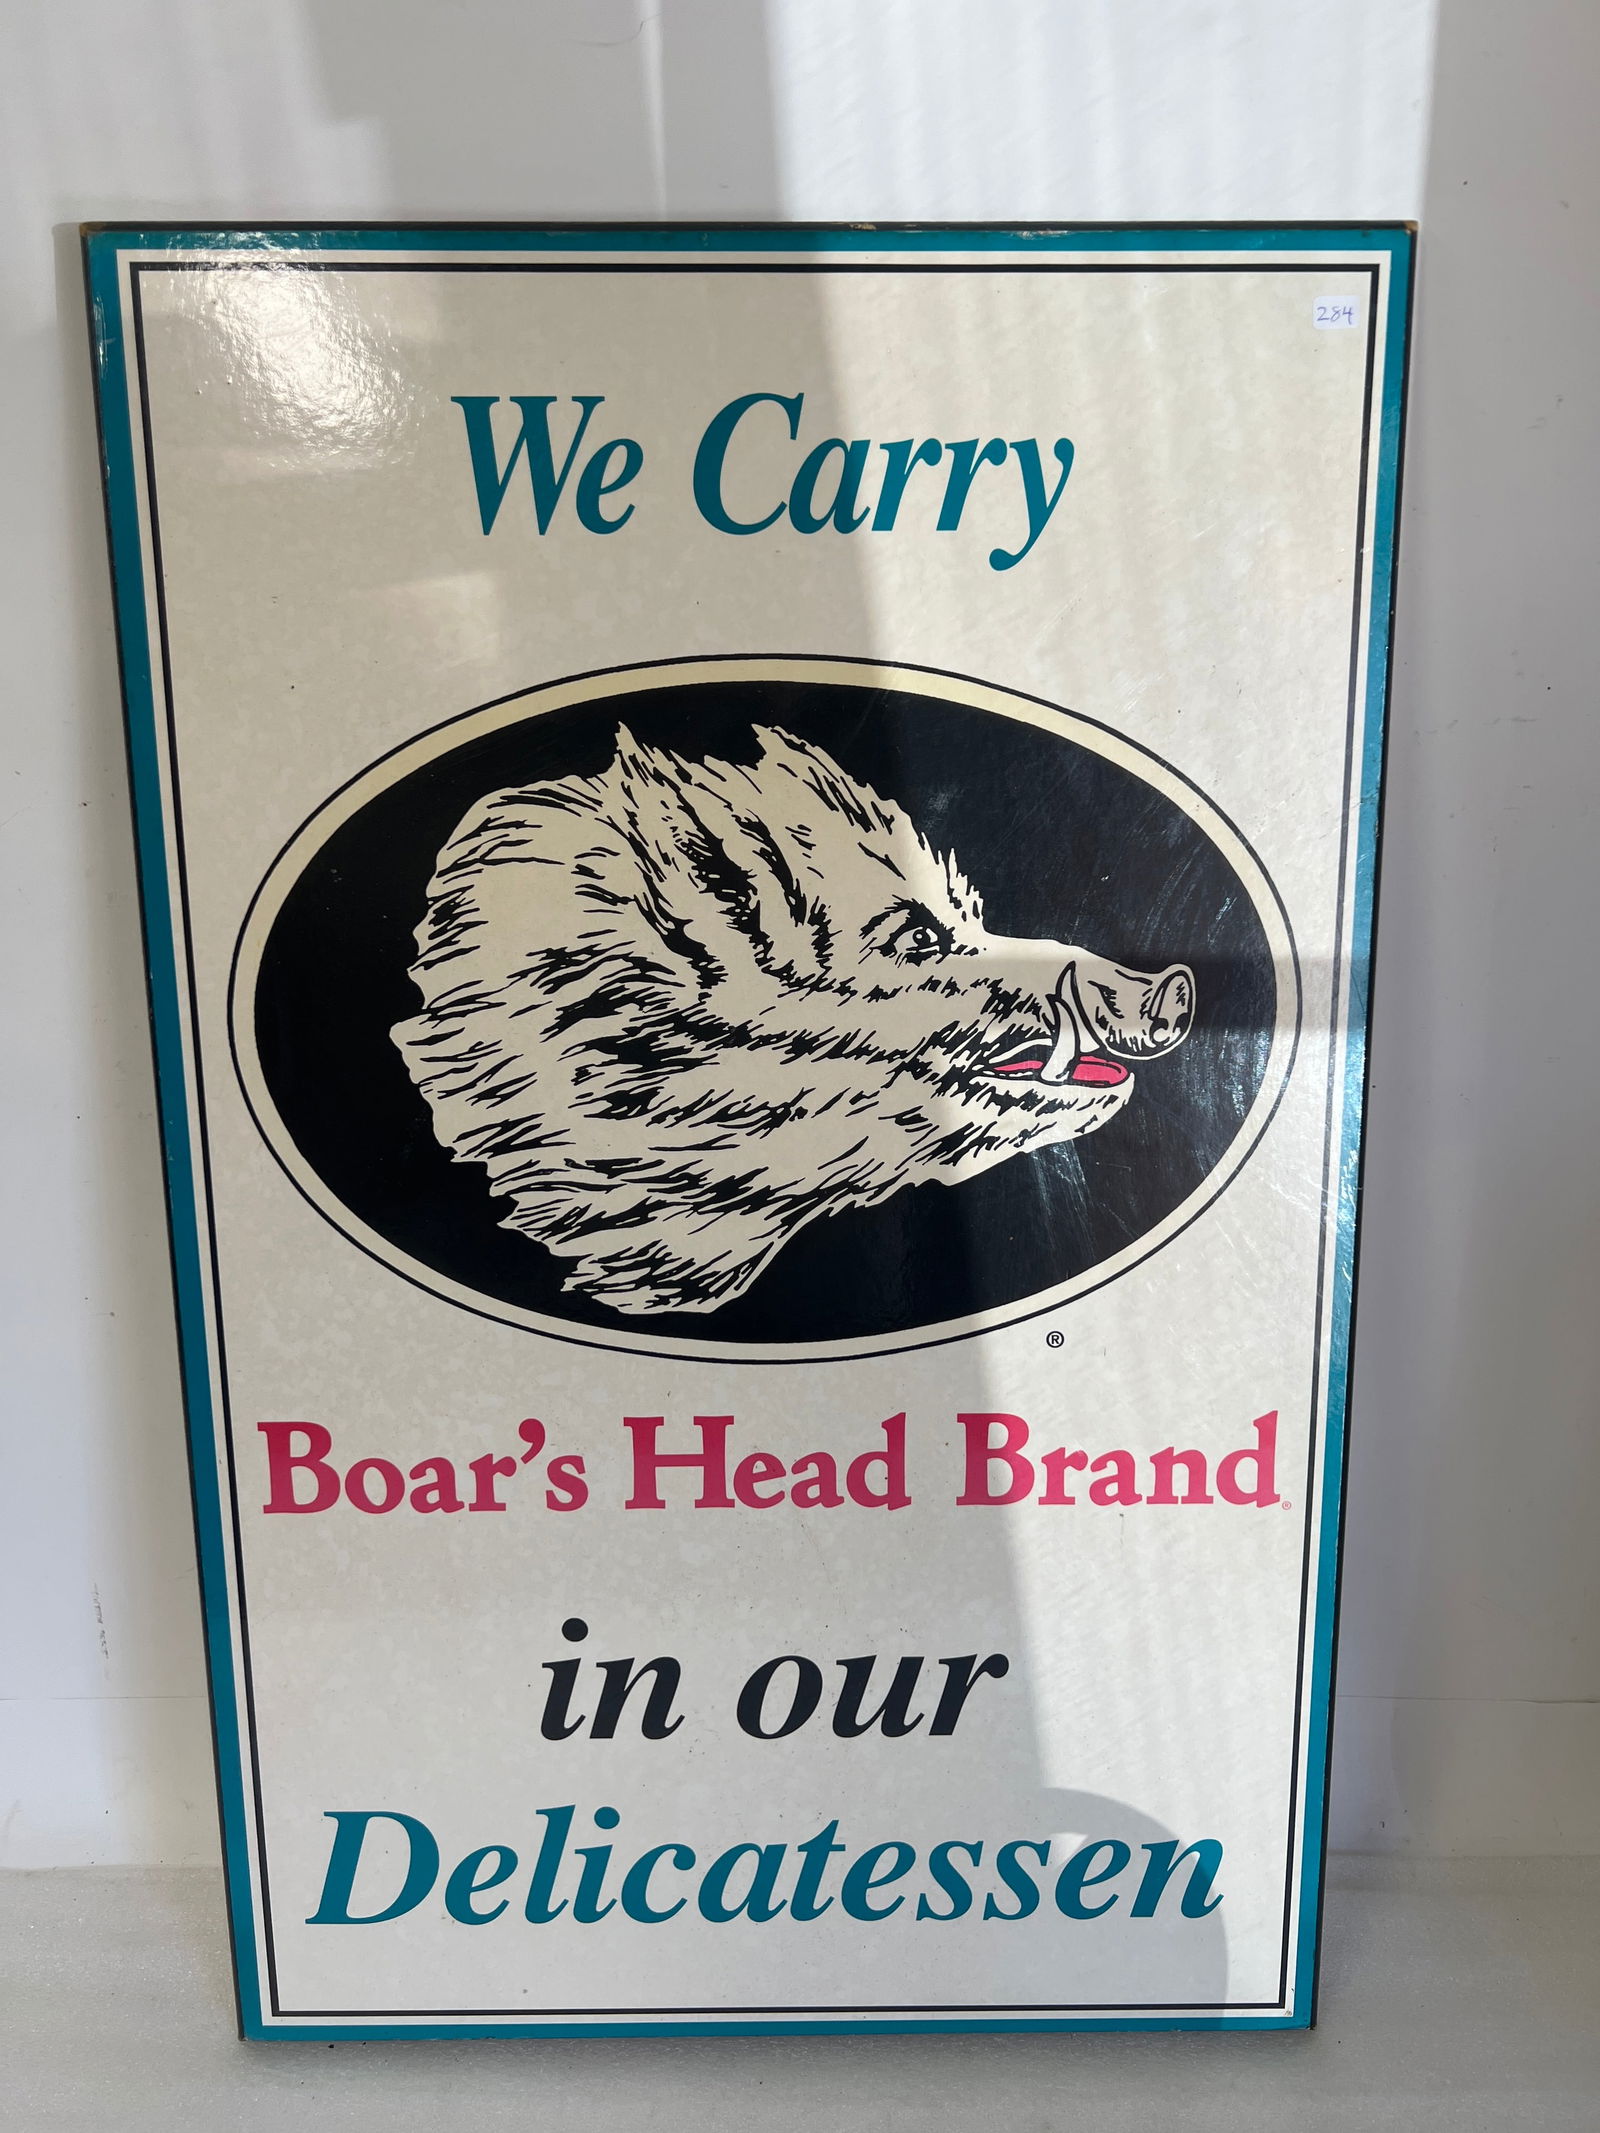 284
We Carry
®
Boar's Head Brand®
in our
Delicatessen